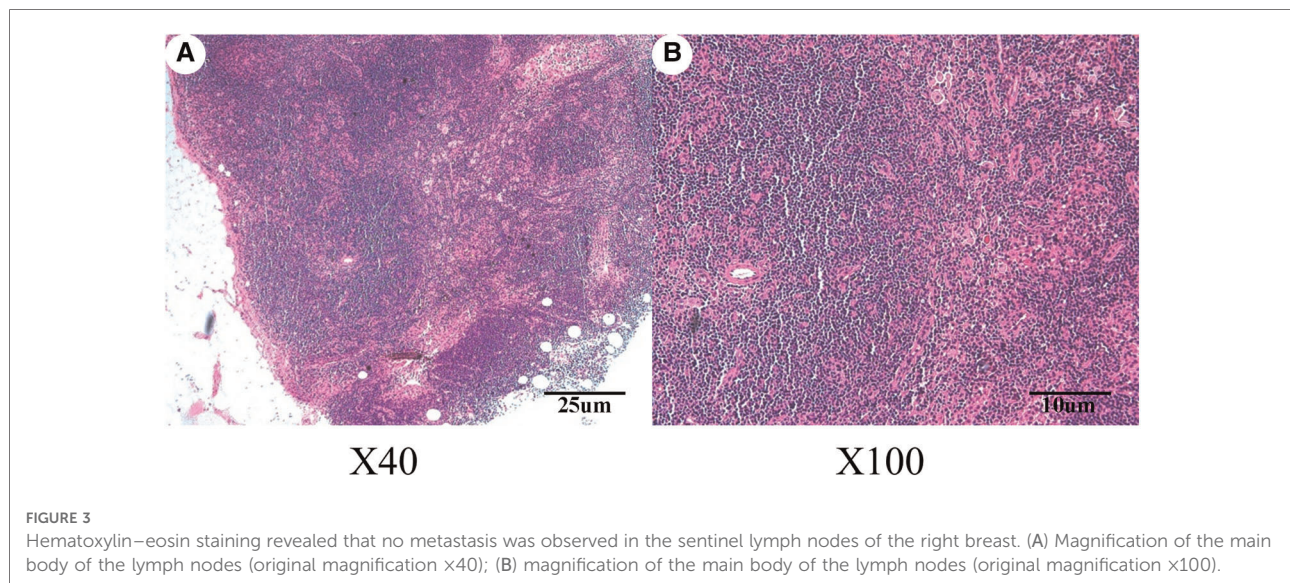 A
B
25um
10um
X40
X100
FIGURE 3
Hematoxylin–eosin staining revealed that no metastasis was observed in the sentinel lymph nodes of the right breast. (A) Magnification of the main
body of the lymph nodes (original magnification ×40); (B) magnification of the main body of the lymph nodes (original magnification ×100).